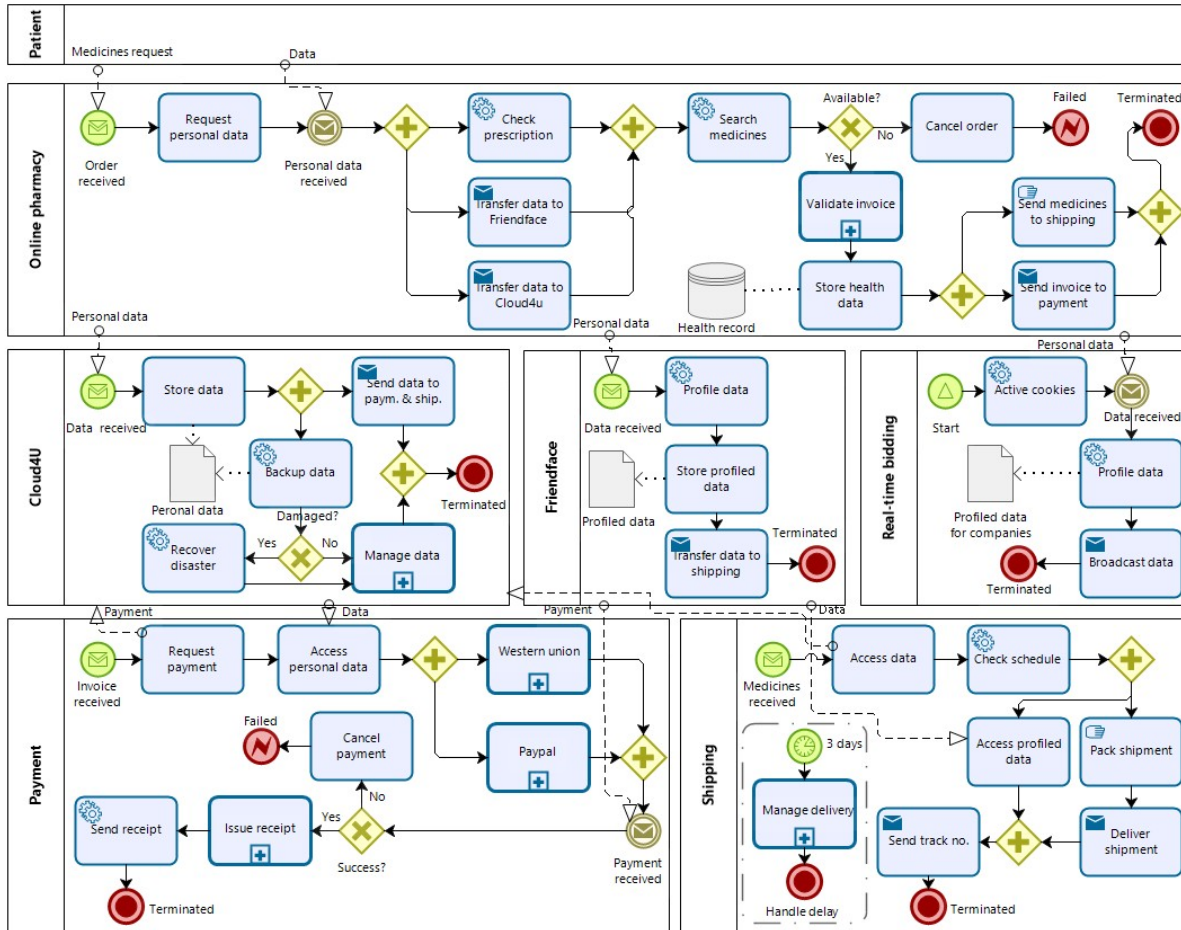 Patient
Medicines request
Data
Online pharmacy
Order
received
Request
personal data
Personal data
received
Check
prescription
Transfer data to
Friendface
Transfer data to
Cloud4u
Search
medicines
Available?
No
Yes
Cancel order
Failed
Terminated
Validate invoice
Store health
data
Health record
Send medicines
to shipping
Send invoice to
payment
Personal data
Personal data
Personal data
Cloud4U
Data received
Store data
Send data to
paym. & ship.
Backup data
Peronal data
Damaged?
Yes
No
Recover
disaster
Manage data
Terminated
Friendface
Data received
Profile data
Store profiled
data
Profiled data
Transfer data to
shipping
Terminated
Real-time bidding
Start
Active cookies
Data received
Profile data
Profiled data
for companies
Broadcast data
Terminated
Payment
Data
Payment
Data
Payment
Invoice
received
Request
payment
Access
personal data
Western union
Paypal
Failed
Cancel
payment
No
Yes
Success?
Issue receipt
Send receipt
Terminated
Payment
received
Shipping
Medicines
received
Access data
Check schedule
3 days
Manage delivery
Handle delay
Access profiled
data
Pack shipment
Deliver
shipment
Send track no.
Terminated